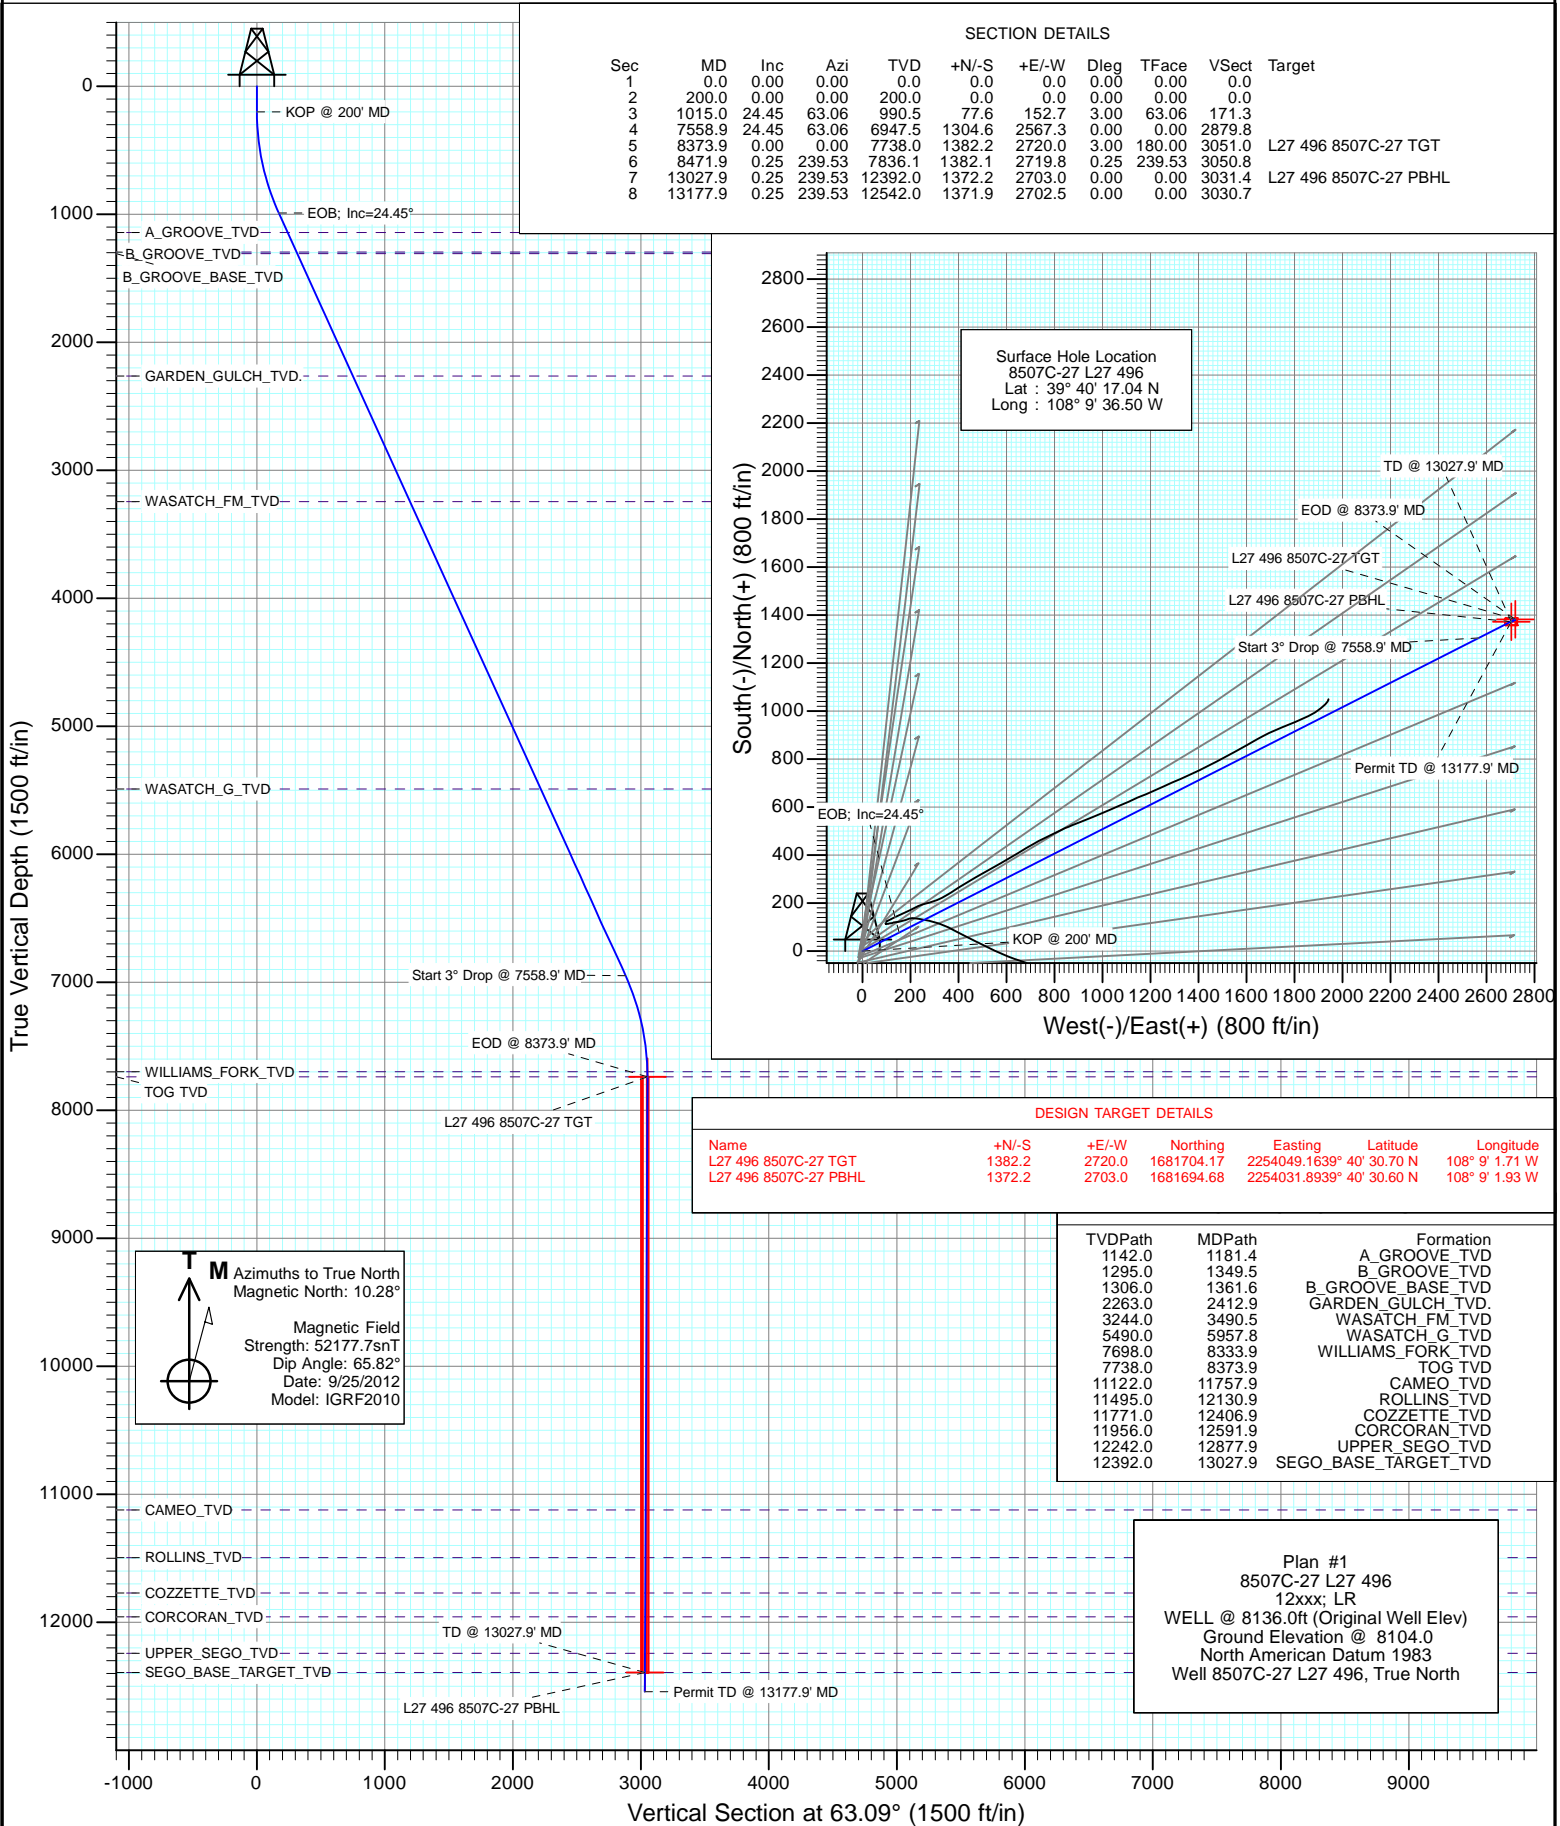 SECTION DETAILS
Sec MD Inc Azi TVD +N/-S +E/-W Dleg TFace VSect Target
1 0.0 0.00 0.00 0.0 0.0 0.0 0.00 0.00 0.0
2 200.0 0.00 0.00 200.0 0.0 0.0 0.00 0.00 0.0
3 1015.0 24.45 63.06 990.5 77.6 152.7 3.00 63.06 171.3
4 7558.9 24.45 63.06 6947.5 1304.6 2567.3 0.00 0.00 2879.8
5 8373.9 0.00 0.00 7738.0 1382.2 2720.0 3.00 180.00 3051.0 L27 496 8507C-27 TGT
6 8471.9 0.25 239.53 7836.1 1382.1 2719.8 0.25 239.53 3050.8
7 13027.9 0.25 239.53 12392.0 1372.2 2703.0 0.00 0.00 3031.4 L27 496 8507C-27 PBHL
8 13177.9 0.25 239.53 12542.0 1371.9 2702.5 0.00 0.00 3030.7
True Vertical Depth (1500 ft/in)
0
1000
2000
3000
4000
5000
6000
7000
8000
9000
10000
11000
12000
KOP @ 200' MD
EOB; Inc=24.45°
A_GROOVE_TVD
B_GROOVE_TVD
B_GROOVE_BASE_TVD
GARDEN_GULCH_TVD.
WASATCH_FM_TVD
WASATCH_G_TVD
Start 3° Drop @ 7558.9' MD
EOD @ 8373.9' MD
WILLIAMS_FORK_TVD
TOG TVD
L27 496 8507C-27 TGT
CAMEO_TVD
ROLLINS_TVD
COZZETTE_TVD
CORCORAN_TVD
TD @ 13027.9' MD
UPPER_SEGO_TVD
SEGO_BASE_TARGET_TVD
Permit TD @ 13177.9' MD
L27 496 8507C-27 PBHL
-1000 0 1000 2000 3000 4000 5000 6000 7000 8000 9000
Vertical Section at 63.09° (1500 ft/in)
South(-)/North(+) (800 ft/in)
2800
2600
2400
2200
2000
1800
1600
1400
1200
1000
800
600
400
200
0
Surface Hole Location
8507C-27 L27 496
Lat : 39° 40' 17.04 N
Long : 108° 9' 36.50 W
TD @ 13027.9' MD
EOD @ 8373.9' MD
L27 496 8507C-27 TGT
L27 496 8507C-27 PBHL
Start 3° Drop @ 7558.9' MD
Permit TD @ 13177.9' MD
EOB; Inc=24.45°
KOP @ 200' MD
0 200 400 600 800 1000 1200 1400 1600 1800 2000 2200 2400 2600 2800
West(-)/East(+) (800 ft/in)
DESIGN TARGET DETAILS
Name +N/-S +E/-W Northing Easting Latitude Longitude
L27 496 8507C-27 TGT 1382.2 2720.0 1681704.17 2254049.1639° 40' 30.70 N 108° 9' 1.71 W
L27 496 8507C-27 PBHL 1372.2 2703.0 1681694.68 2254031.8939° 40' 30.60 N 108° 9' 1.93 W
TVDPath MDPath Formation
1142.0 1181.4 A_GROOVE_TVD
1295.0 1349.5 B_GROOVE_TVD
1306.0 1361.6 B_GROOVE_BASE_TVD
2263.0 2412.9 GARDEN_GULCH_TVD.
3244.0 3490.5 WASATCH_FM_TVD
5490.0 5957.8 WASATCH_G_TVD
7698.0 8333.9 WILLIAMS_FORK_TVD
7738.0 8373.9 TOG TVD
11122.0 11757.9 CAMEO_TVD
11495.0 12130.9 ROLLINS_TVD
11771.0 12406.9 COZZETTE_TVD
11956.0 12591.9 CORCORAN_TVD
12242.0 12877.9 UPPER_SEGO_TVD
12392.0 13027.9 SEGO_BASE_TARGET_TVD
T
M
Azimuths to True North
Magnetic North: 10.28°
Magnetic Field
Strength: 52177.7snT
Dip Angle: 65.82°
Date: 9/25/2012
Model: IGRF2010
Plan #1
8507C-27 L27 496
12xxx; LR
WELL @ 8136.0ft (Original Well Elev)
Ground Elevation @ 8104.0
North American Datum 1983
Well 8507C-27 L27 496, True North